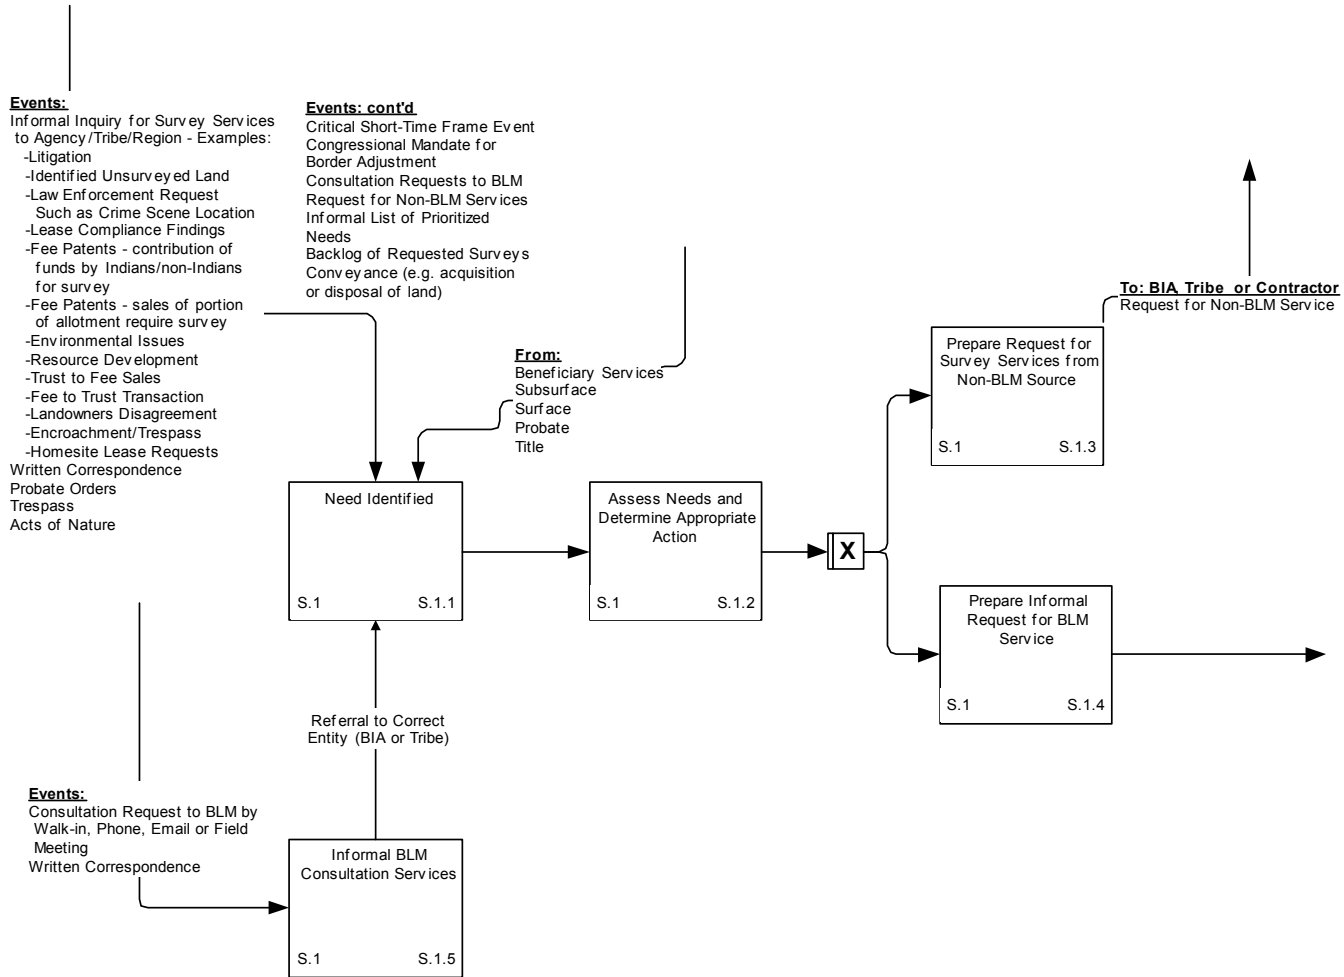 Events:
Informal Inquiry for Survey Services
to Agency/Tribe/Region - Examples:
-Litigation
-Identified Unsurveyed Land
-Law Enforcement Request
Such as Crime Scene Location
-Lease Compliance Findings
-Fee Patents - contribution of
funds by Indians/non-Indians
for survey
-Fee Patents - sales of portion
of allotment require survey
-Environmental Issues
-Resource Development
-Trust to Fee Sales
-Fee to Trust Transaction
-Landowners Disagreement
-Encroachment/Trespass
-Homesite Lease Requests
Written Correspondence
Probate Orders
Trespass
Acts of Nature
Events: cont'd
Critical Short-Time Frame Event
Congressional Mandate for
Border Adjustment
Consultation Requests to BLM
Request for Non-BLM Services
Informal List of Prioritized
Needs
Backlog of Requested Surveys
Conveyance (e.g. acquisition
or disposal of land)
From:
Beneficiary Services
Subsurface
Surface
Probate
Title
To: BIA, Tribe or Contractor
Request for Non-BLM Service
Prepare Request for
Survey Services from
Non-BLM Source
S.1 S.1.3
Need Identified
S.1 S.1.1
Assess Needs and
Determine Appropriate
Action
S.1 S.1.2
X
Prepare Informal
Request for BLM
Service
S.1 S.1.4
Referral to Correct
Entity (BIA or Tribe)
Events:
Consultation Request to BLM by
Walk-in, Phone, Email or Field
Meeting
Written Correspondence
Informal BLM
Consultation Services
S.1 S.1.5